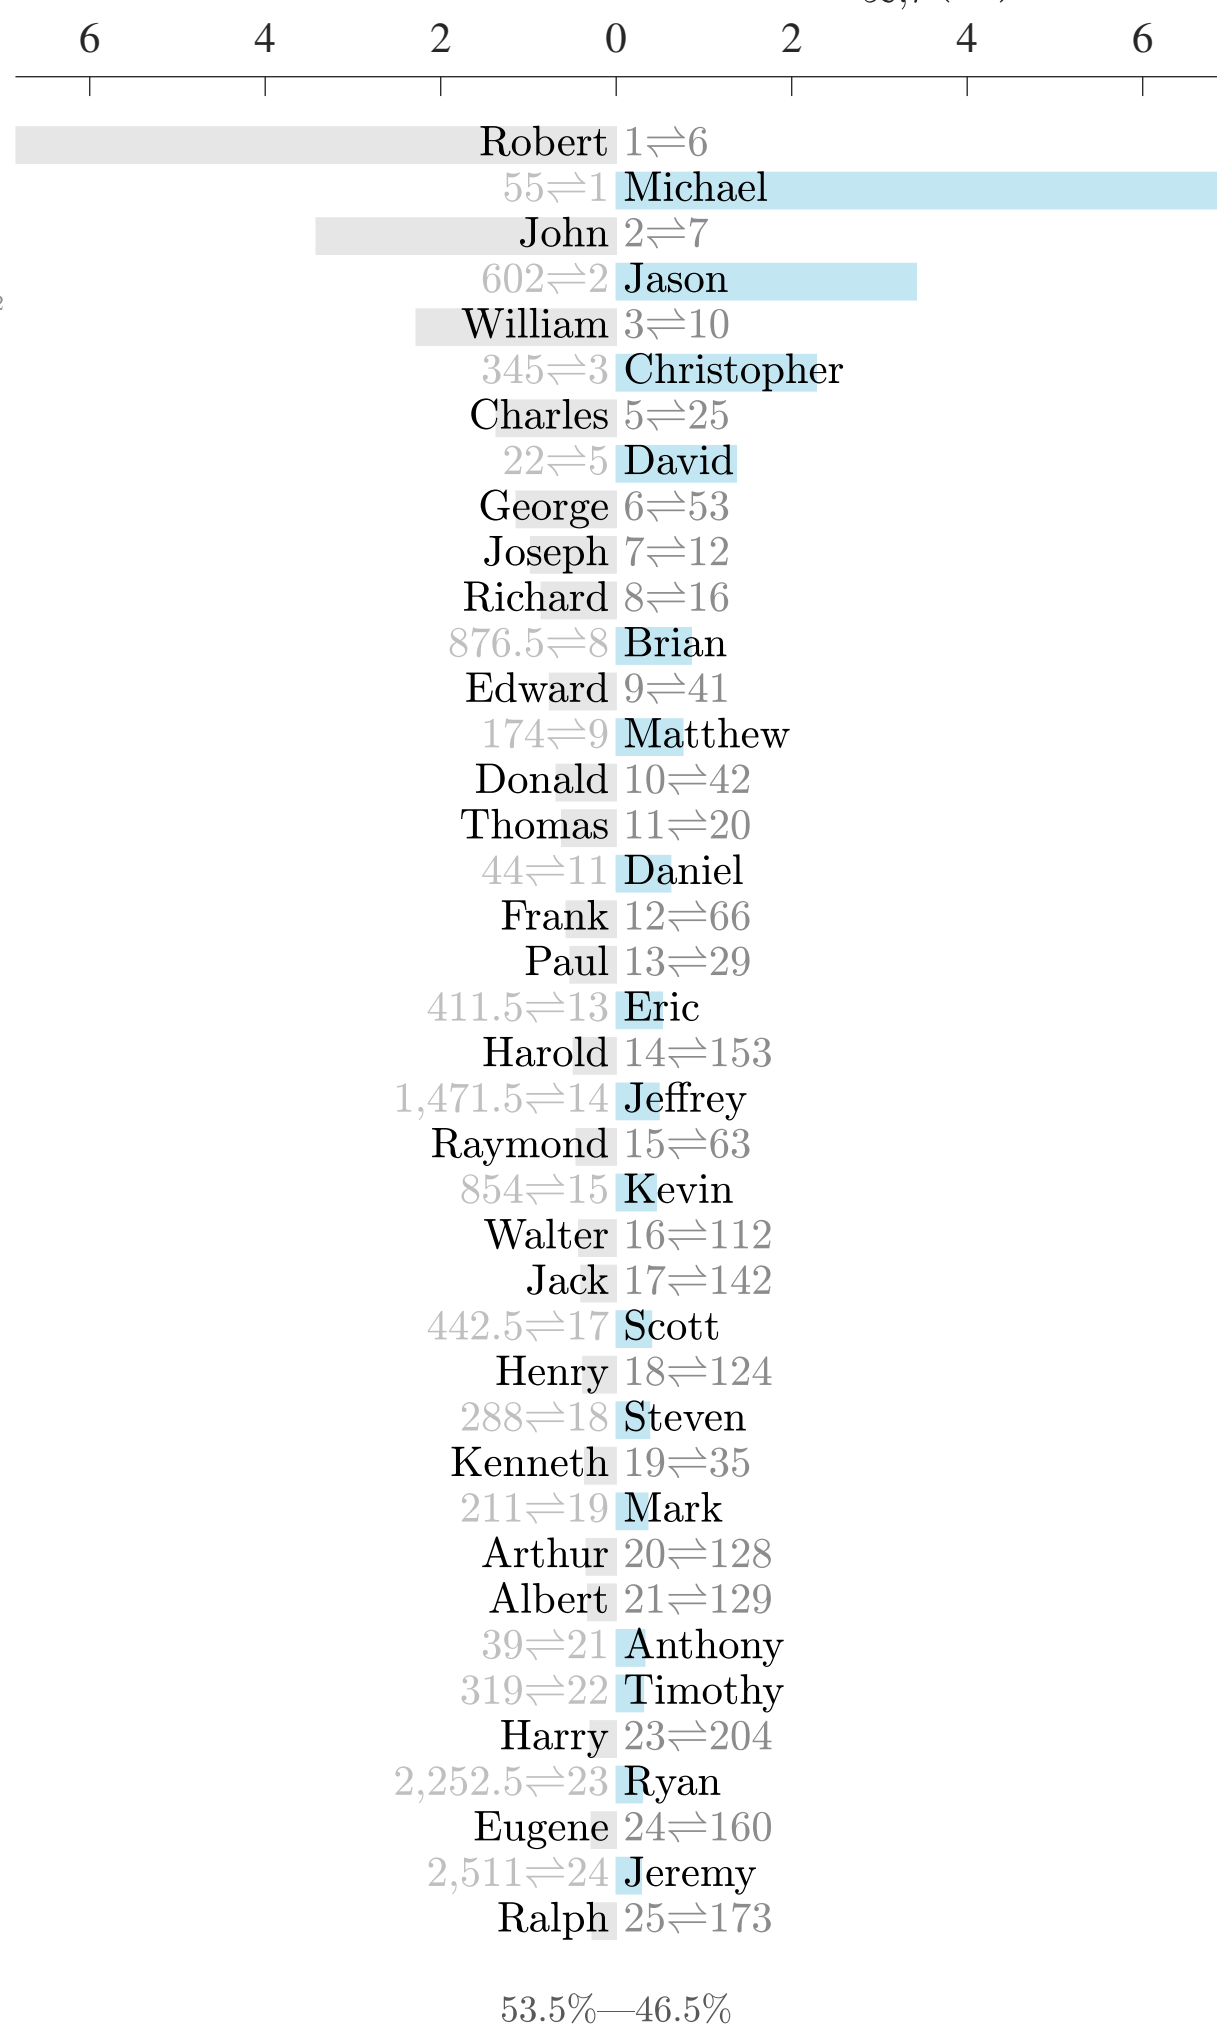 6 4 2 0 2 4 6
Robert 1⇌6
55⇌1 Michael
John 2⇌7
602⇌2 Jason
William 3⇌10
345⇌3 Christopher
Charles 5⇌25
22⇌5 David
George 6⇌53
Joseph 7⇌12
Richard 8⇌16
876.5⇌8 Brian
Edward 9⇌41
174⇌9 Matthew
Donald 10⇌42
Thomas 11⇌20
44⇌11 Daniel
Frank 12⇌66
Paul 13⇌29
411.5⇌13 Eric
Harold 14⇌153
1,471.5⇌14 Jeffrey
Raymond 15⇌63
854⇌15 Kevin
Walter 16⇌112
Jack 17⇌142
442.5⇌17 Scott
Henry 18⇌124
288⇌18 Steven
Kenneth 19⇌35
211⇌19 Mark
Arthur 20⇌128
Albert 21⇌129
39⇌21 Anthony
319⇌22 Timothy
Harry 23⇌204
2,252.5⇌23 Ryan
Eugene 24⇌160
2,511⇌24 Jeremy
Ralph 25⇌173
53.5%—46.5%